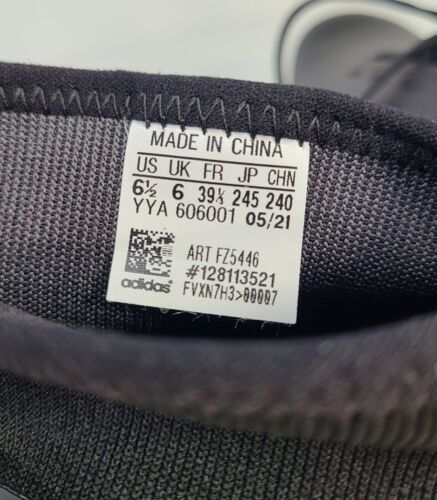 MADE IN CHINA
US UK FR JP CHN
6½ 6 39⅓ 245 240
YYA 606001 05/21
ART FZ5446
#128113521
adidas® FVXN7H3>00007